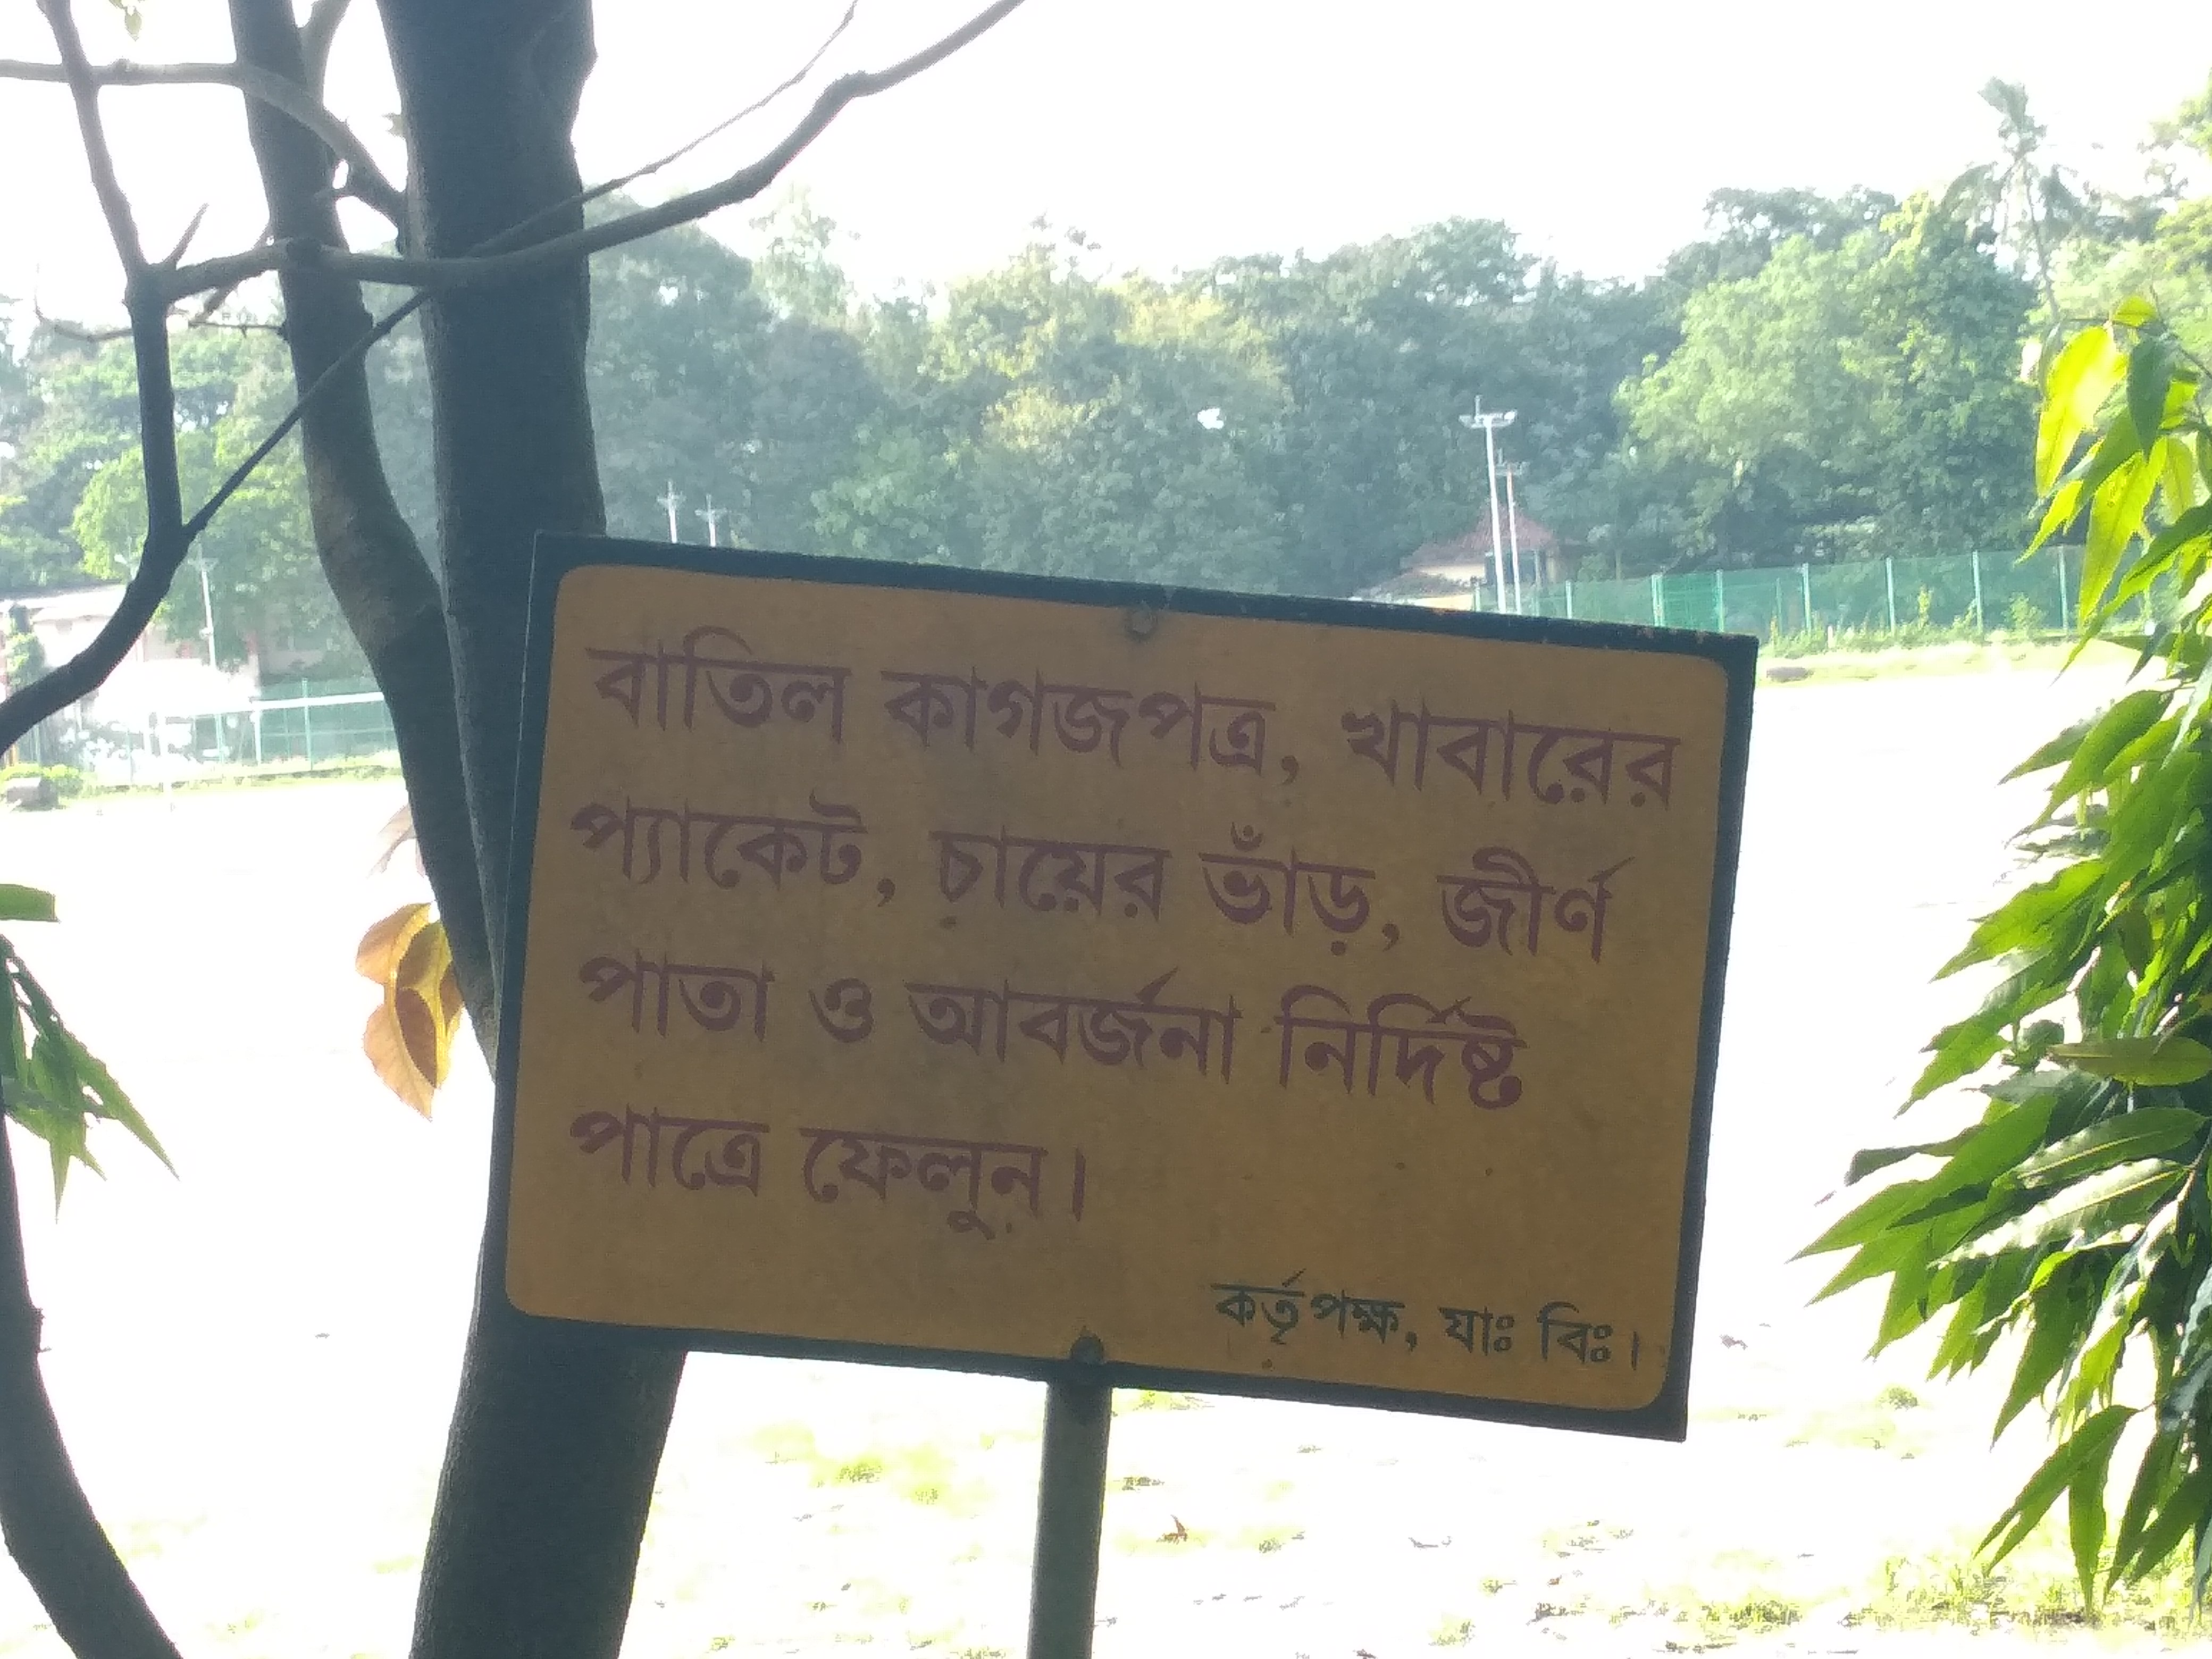 বাতিল কাগজপত্র, খাবারের
প্যাকেট, চায়ের ভাঁড়, জীর্ণ
পাতা ও আবর্জনা নির্দিষ্ট
পাত্রে ফেলুন।
কর্তৃপক্ষ, যাঃ বিঃ।